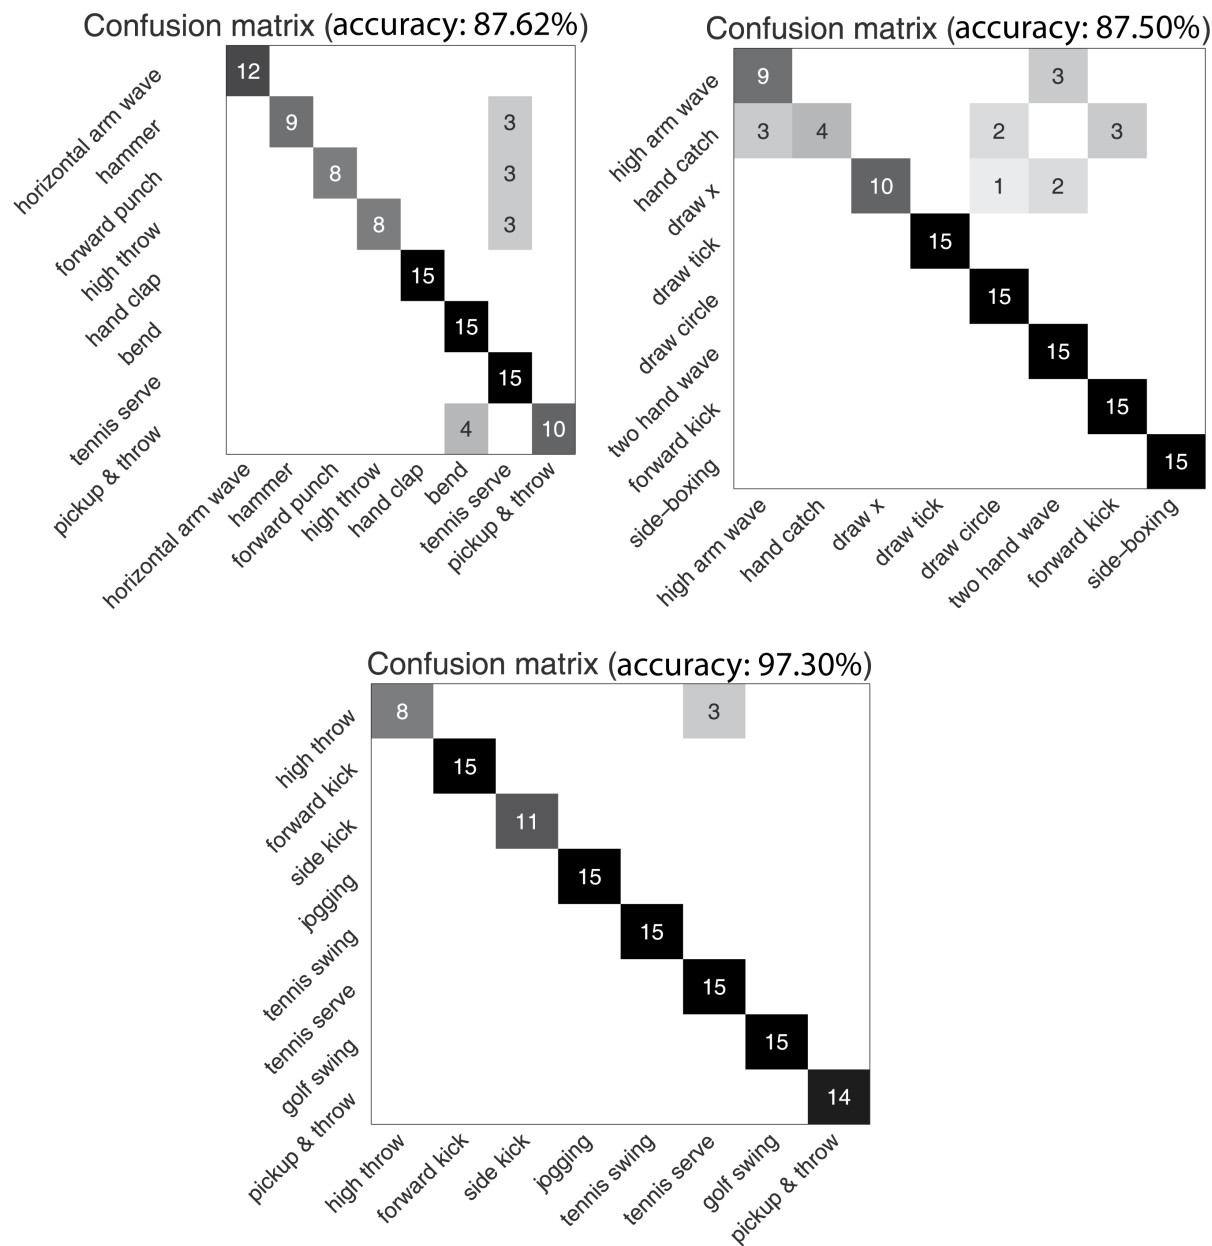 Confusion matrix (accuracy: 87.62%)
horizontal arm wave
hammer
forward punch
high throw
hand clap
bend
tennis serve
pickup & throw
12
9 3
8 3
8 3
15
15
15
4 10
horizontal arm wave
hammer
forward punch
high throw
hand clap
bend
tennis serve
pickup & throw
Confusion matrix (accuracy: 87.50%)
high arm wave
hand catch
draw x
draw tick
draw circle
two hand wave
forward kick
side–boxing
9 3
3 4 2 3
10 1 2
15
15
15
15
15
high arm wave
hand catch
draw x
draw tick
draw circle
two hand wave
forward kick
side–boxing
Confusion matrix (accuracy: 97.30%)
high throw
forward kick
side kick
jogging
tennis swing
tennis serve
golf swing
pickup & throw
8 3
15
11
15
15
15
15
14
high throw
forward kick
side kick
jogging
tennis swing
tennis serve
golf swing
pickup & throw